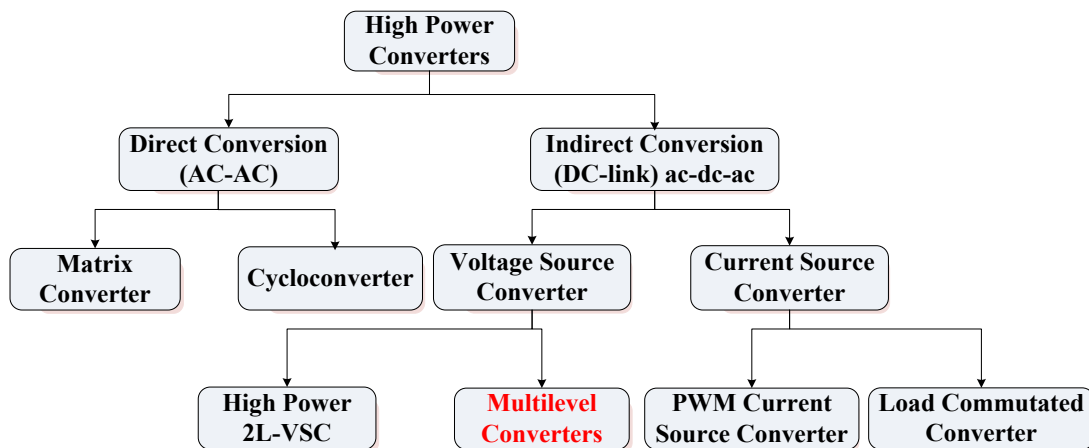 High Power
Converters
Direct Conversion
(AC-AC)
Indirect Conversion
(DC-link) ac-dc-ac
Matrix
Converter
Cycloconverter
Voltage Source
Converter
Current Source
Converter
High Power
2L-VSC
Multilevel
Converters
PWM Current
Source Converter
Load Commutated
Converter